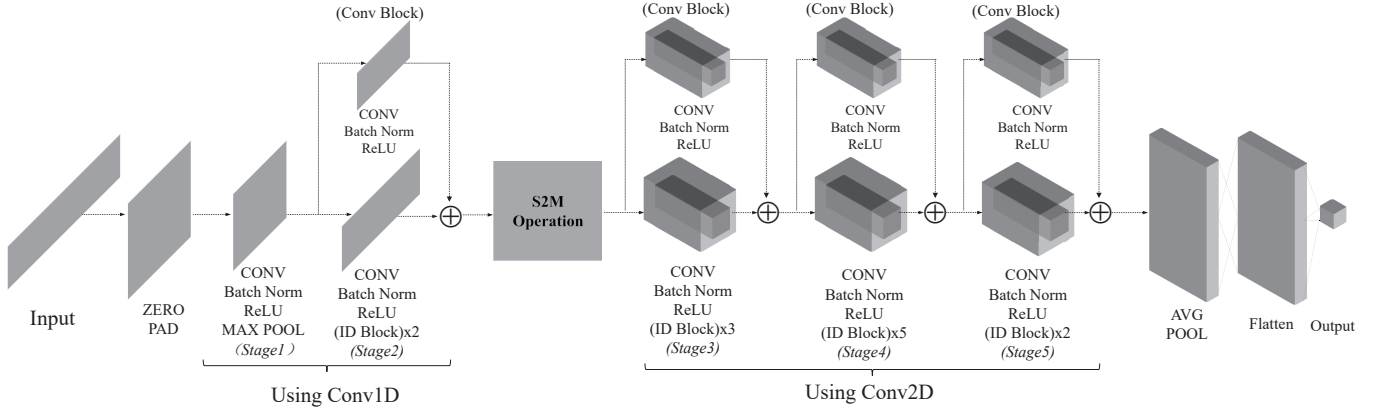 (Conv Block)
CONV
Batch Norm
ReLU
(Conv Block)
CONV
Batch Norm
ReLU
(Conv Block)
CONV
Batch Norm
ReLU
(Conv Block)
CONV
Batch Norm
ReLU
Input
ZERO
PAD
CONV
Batch Norm
ReLU
MAX POOL
(Stage1)
CONV
Batch Norm
ReLU
(ID Block)x2
(Stage2)
Using Conv1D
S2M
Operation
CONV
Batch Norm
ReLU
(ID Block)x3
(Stage3)
CONV
Batch Norm
ReLU
(ID Block)x5
(Stage4)
CONV
Batch Norm
ReLU
(ID Block)x2
(Stage5)
Using Conv2D
AVG
POOL
Flatten
Output